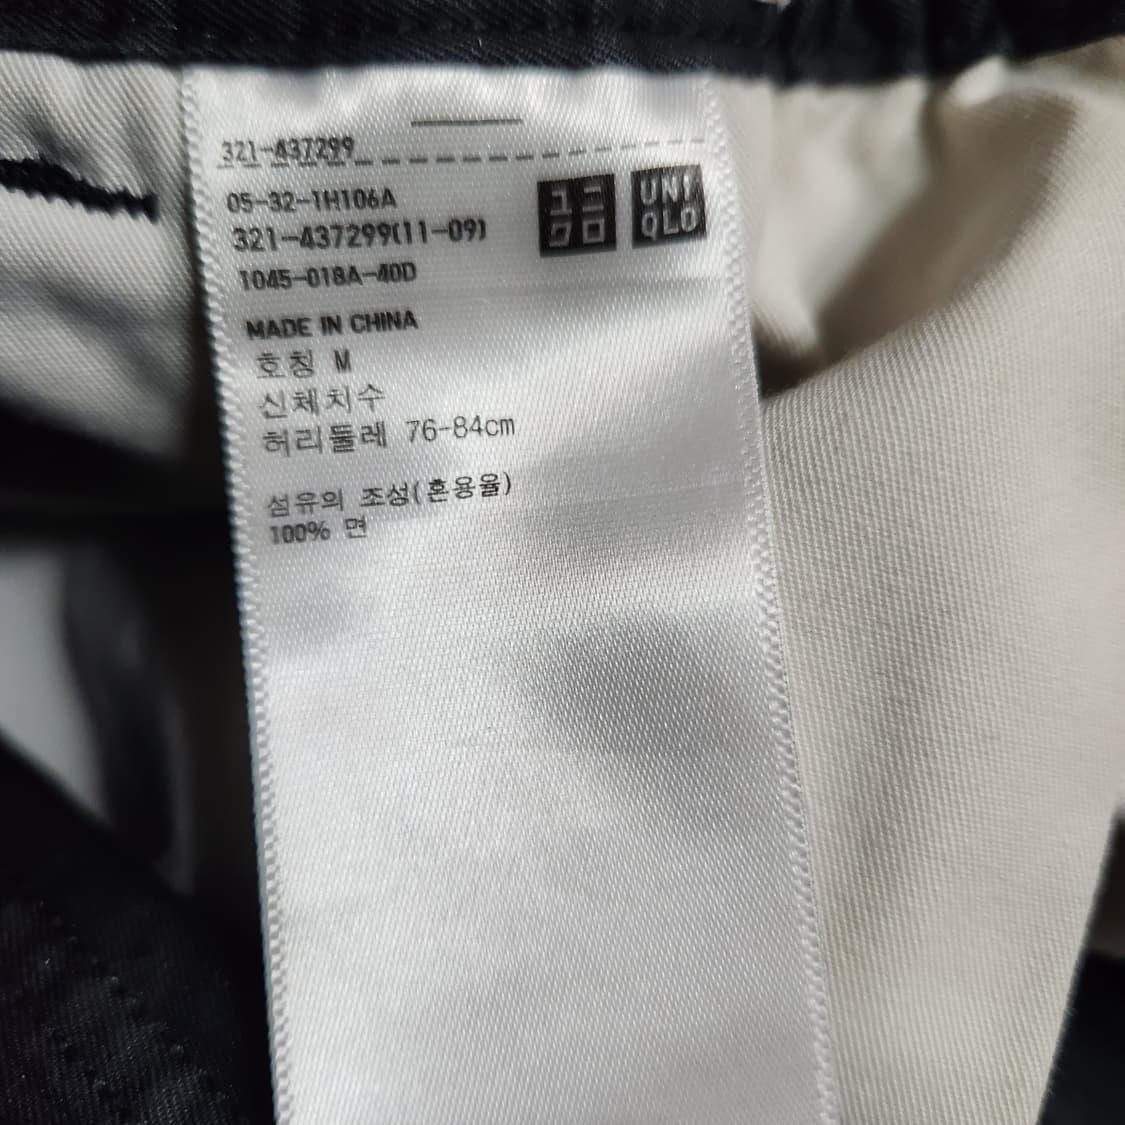 321-437299
05-32-1H106A
321-437299(11-09)
1045-018A-40D
ユニ
クロ
UNI
QLO
MADE IN CHINA
호칭 M
신체치수
허리둘레 76-84cm
섬유의 조성(혼용율)
100% 면